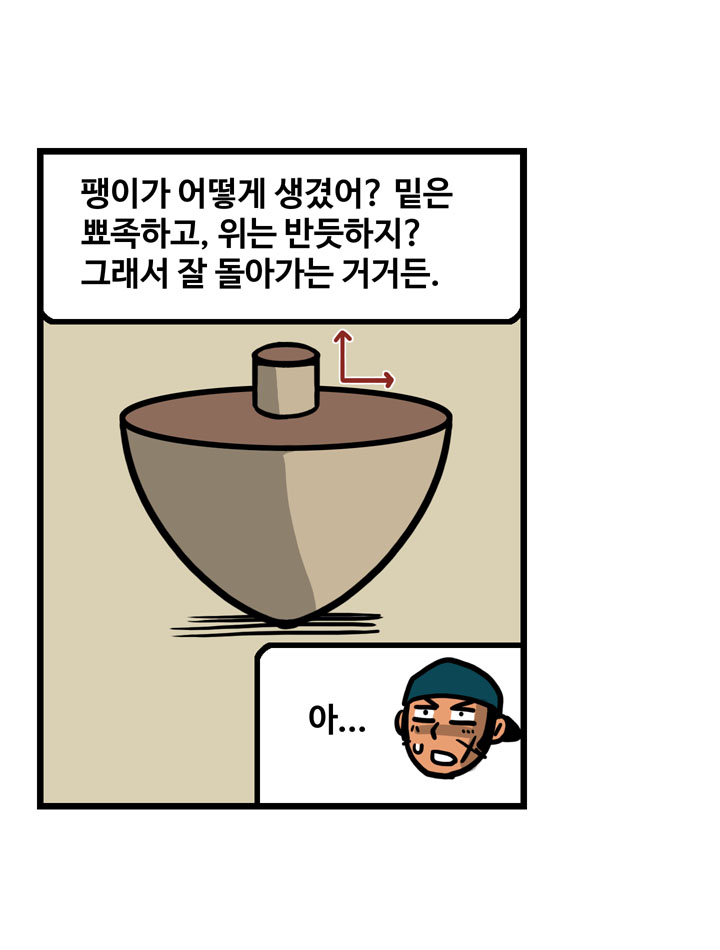 팽이가 어떻게 생겼어? 밑은
뾰족하고, 위는 반듯하지?
그래서 잘 돌아가는 거거든.
아...